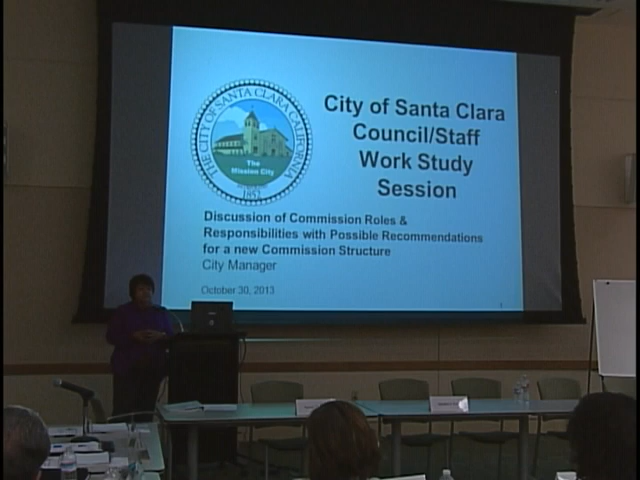 THE CITY OF SANTA CLARA CALIFORNIA
The
Mission City
1852
City of Santa Clara
Council/Staff
Work Study
Session
Discussion of Commission Roles &
Responsibilities with Possible Recommendations
for a new Commission Structure
City Manager
October 30, 2013